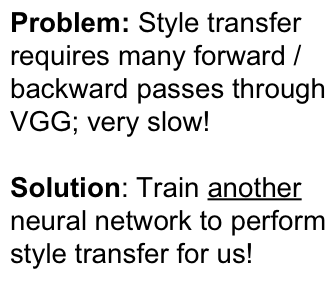 Problem: Style transfer
requires many forward /
backward passes through
VGG; very slow!
Solution: Train another
neural network to perform
style transfer for us!